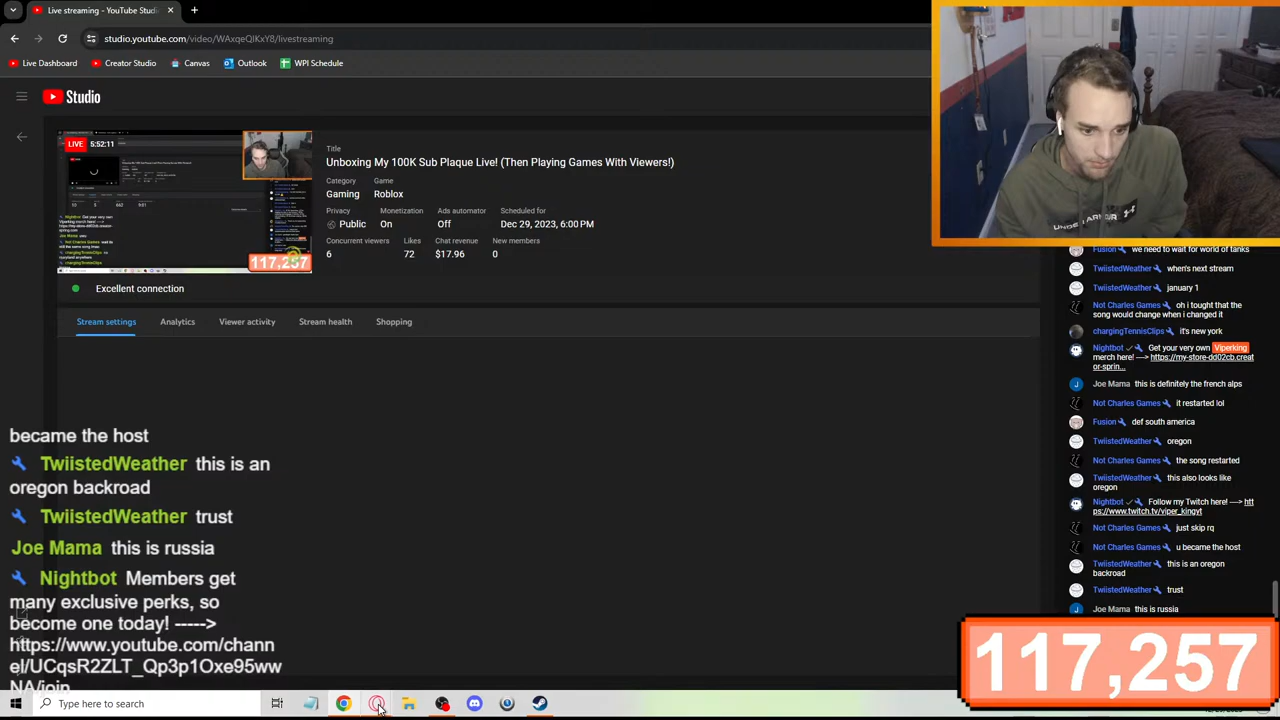 Live streaming - YouTube Studi
studio.youtube.com/video/WAxqeQIKxY8/livestreaming
Live Dashboard
Creator Studio
Canvas
Outlook
WPI Schedule
Studio
LIVE
5:52:11
117,257
Title
Unboxing My 100K Sub Plaque Live! (Then Playing Games With Viewers!)
Category
Game
Gaming
Roblox
Privacy
Monetization
Ads automator
Scheduled for
Public
On
Off
Dec 29, 2023, 2:00 PM
Concurrent viewers
Likes
Chat revenue
New members
Excellent connection
Stream settings
Analytics
Viewer activity
Stream health
Shopping
became the host
TwiistedWeather this is an
oregon backroad
TwiistedWeather trust
Joe Mama this is russia
Nightbot Members get
many exclusive perks, so
become one today! ----->
https://www.youtube.com/chann
el/UCqsR2ZLT_Qp3p1Oxe95ww
NA/join
Fusion we need to wait for world of tanks
TwiistedWeather when's next stream
TwiistedWeather january 1
Not Charles Games oh i tought that the
song would change when i changed it
chargingTennisClips it's new york
Nightbot Get your very own Viperking
merch here! ---> https://my-store-dd02cb.creat
or-sprin...
Joe Mama this is definitely the french alps
Not Charles Games it restarted lol
Fusion def south america
TwiistedWeather oregon
Not Charles Games the song restarted
TwiistedWeather this also looks like
oregon
Nightbot Follow my Twitch here! ---> htt
ps://www.twitch.tv/viper_kingyt
Not Charles Games just skip rq
Not Charles Games u became the host
TwiistedWeather this is an oregon
backroad
TwiistedWeather trust
Joe Mama this is russia
117,257
Type here to search
UNDER ARMOUR